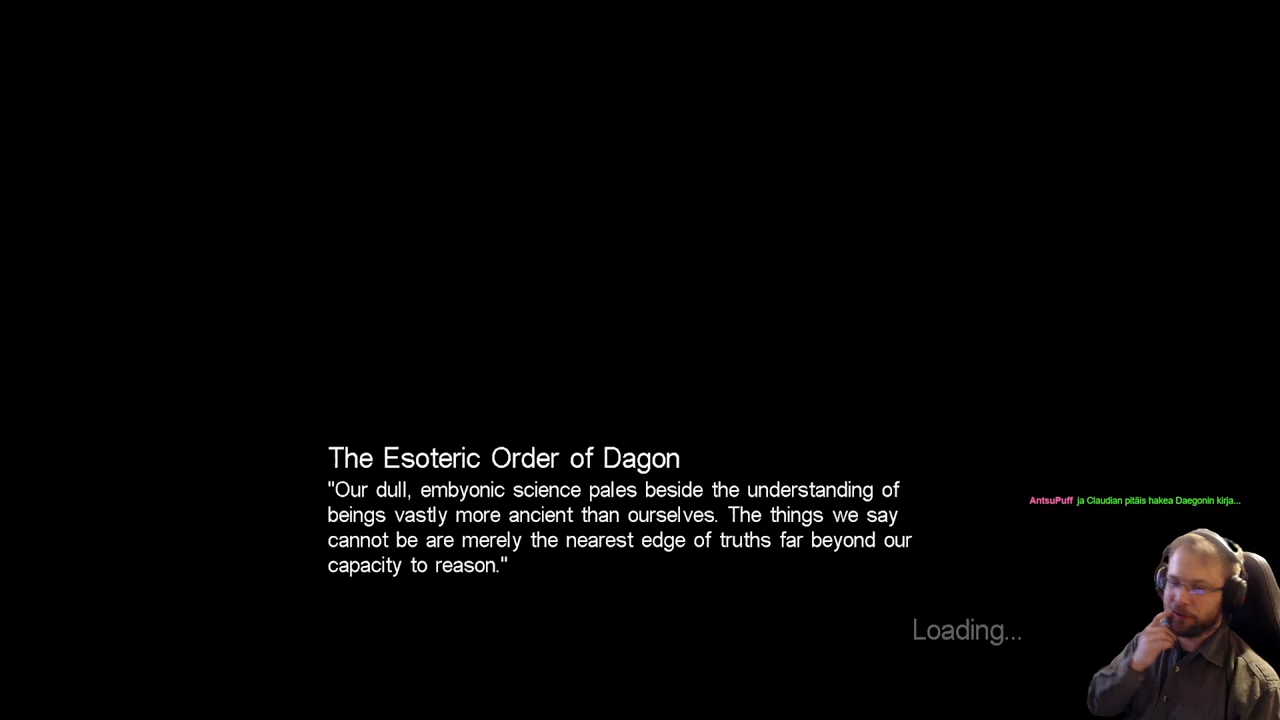 The Esoteric Order of Dagon
"Our dull, embyonic science pales beside the understanding of
beings vastly more ancient than ourselves. The things we say
cannot be are merely the nearest edge of truths far beyond our
capacity to reason."
AntsuPuff ja Claudian pitäis hakea Daegonin kirja...
Loading...